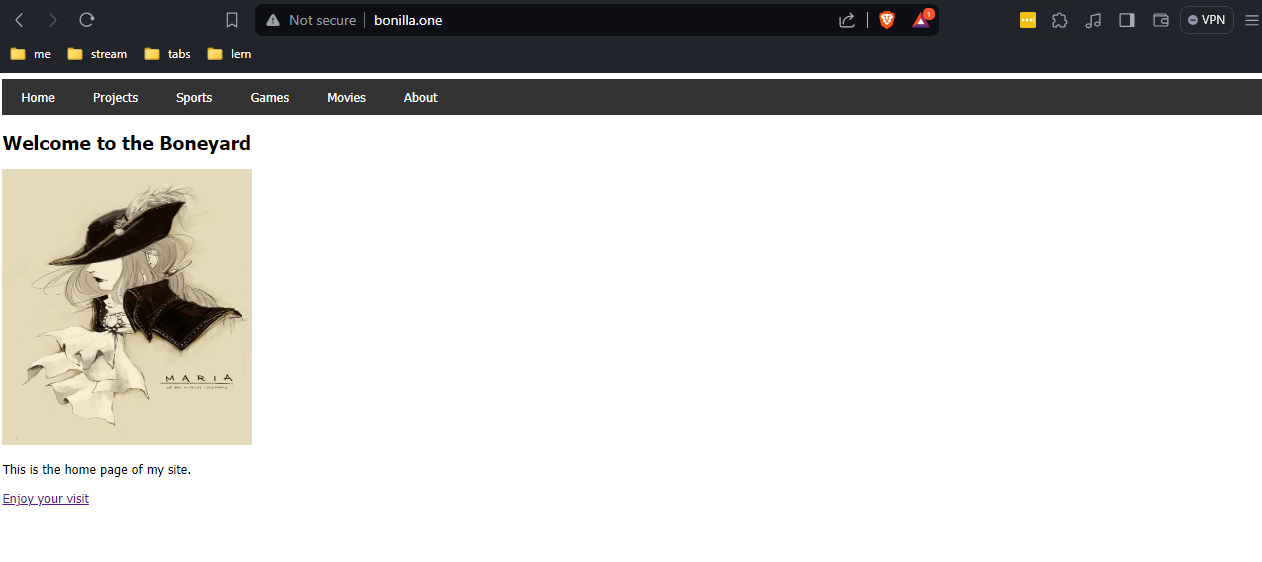 Not secure bonilla.one 1 VPN
me stream tabs lern
Home Projects Sports Games Movies About
Welcome to the Boneyard
MARIA
This is the home page of my site.
Enjoy your visit